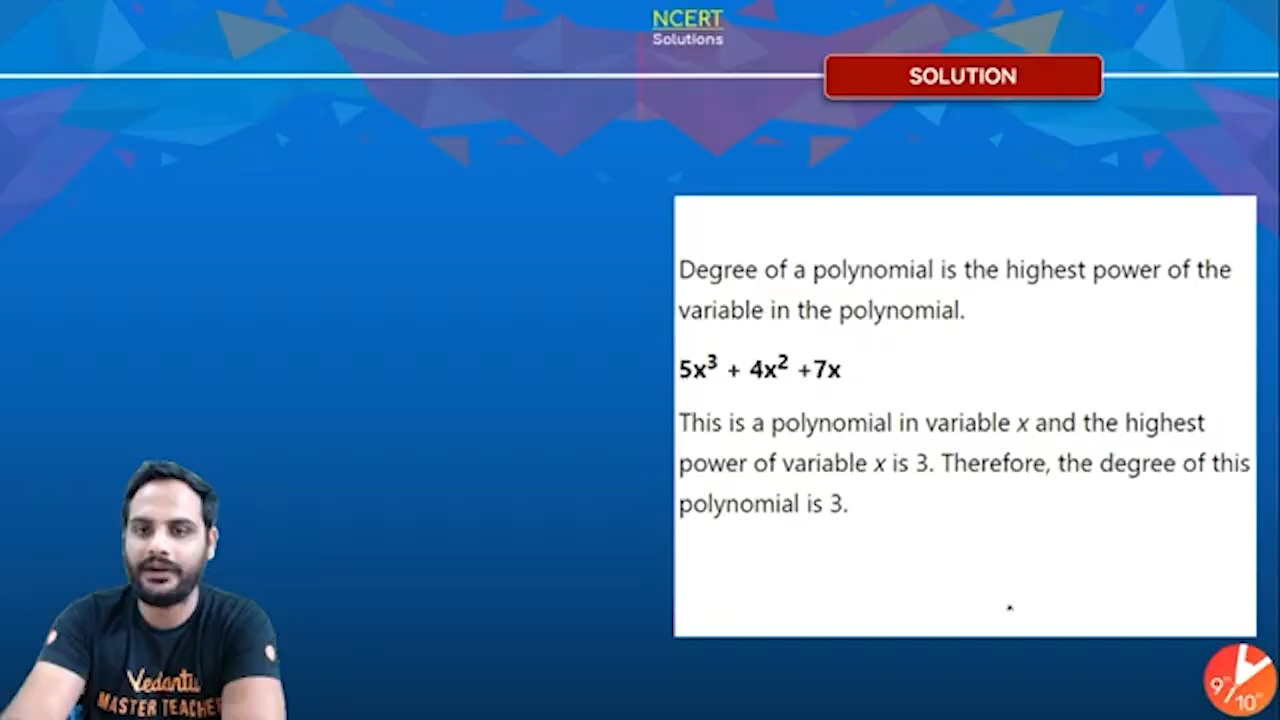 NCERT
Solutions
SOLUTION
Degree of a polynomial is the highest power of the
variable in the polynomial.
5x³ + 4x² +7x
This is a polynomial in variable x and the highest
power of variable x is 3. Therefore, the degree of this
polynomial is 3.
Vedantu
MASTER TEACHER
9th/10th